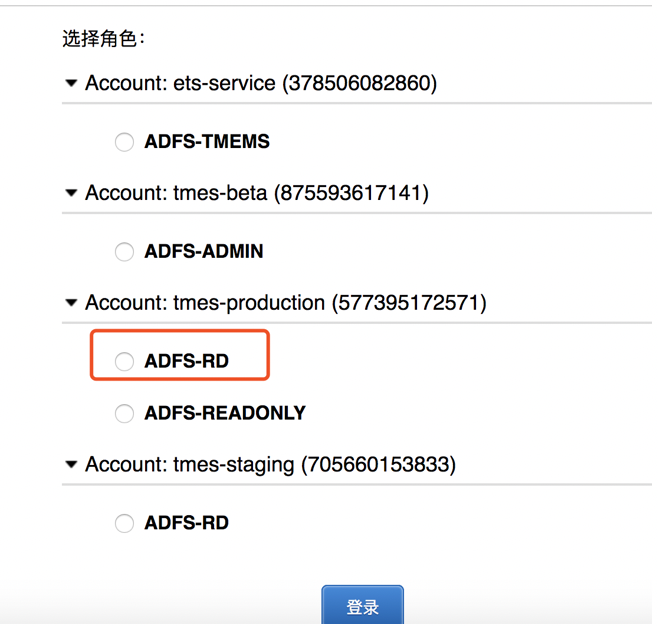 选择角色：
Account: ets-service (378506082860)
ADFS-TMEMS
Account: tmes-beta (875593617141)
ADFS-ADMIN
Account: tmes-production (577395172571)
ADFS-RD
ADFS-READONLY
Account: tmes-staging (705660153833)
ADFS-RD
登录